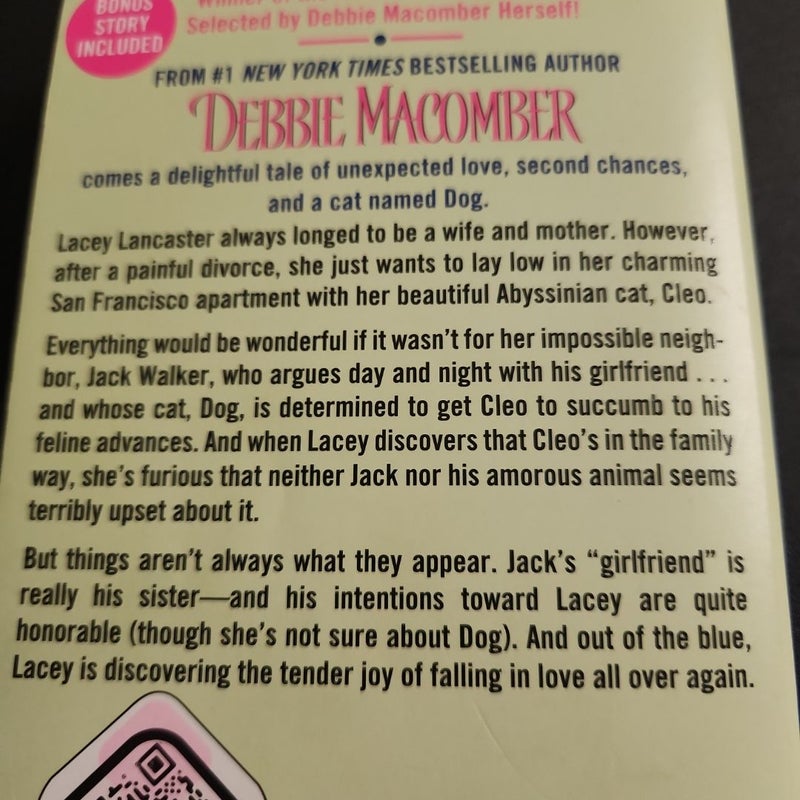 BONUS
STORY
INCLUDED
Selected by Debbie Macomber Herself!
FROM #1 NEW YORK TIMES BESTSELLING AUTHOR
DEBBIE MACOMBER
comes a delightful tale of unexpected love, second chances,
and a cat named Dog.
Lacey Lancaster always longed to be a wife and mother. However,
after a painful divorce, she just wants to lay low in her charming
San Francisco apartment with her beautiful Abyssinian cat, Cleo.
Everything would be wonderful if it wasn't for her impossible neigh-
bor, Jack Walker, who argues day and night with his girlfriend . . .
and whose cat, Dog, is determined to get Cleo to succumb to his
feline advances. And when Lacey discovers that Cleo's in the family
way, she's furious that neither Jack nor his amorous animal seems
terribly upset about it.
But things aren't always what they appear. Jack's “girlfriend” is
really his sister—and his intentions toward Lacey are quite
honorable (though she's not sure about Dog). And out of the blue,
Lacey is discovering the tender joy of falling in love all over again.